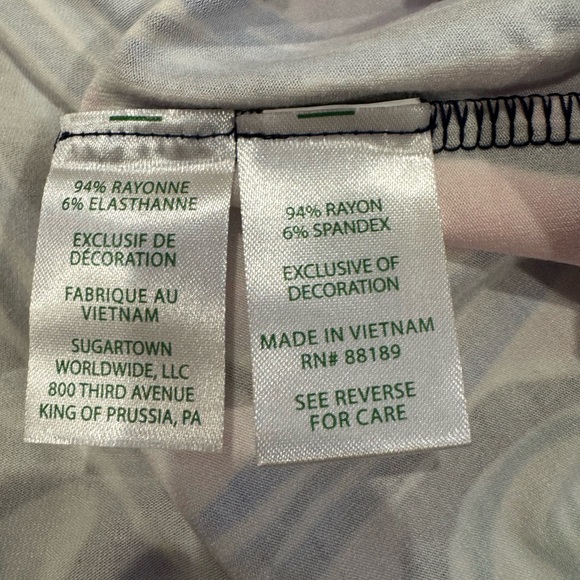 94% RAYONNE
6% ELASTHANNE
EXCLUSIF DE
DÉCORATION
FABRIQUE AU
VIETNAM
SUGARTOWN
WORLDWIDE, LLC
800 THIRD AVENUE
KING OF PRUSSIA, PA
94% RAYON
6% SPANDEX
EXCLUSIVE OF
DECORATION
MADE IN VIETNAM
RN# 88189
SEE REVERSE
FOR CARE